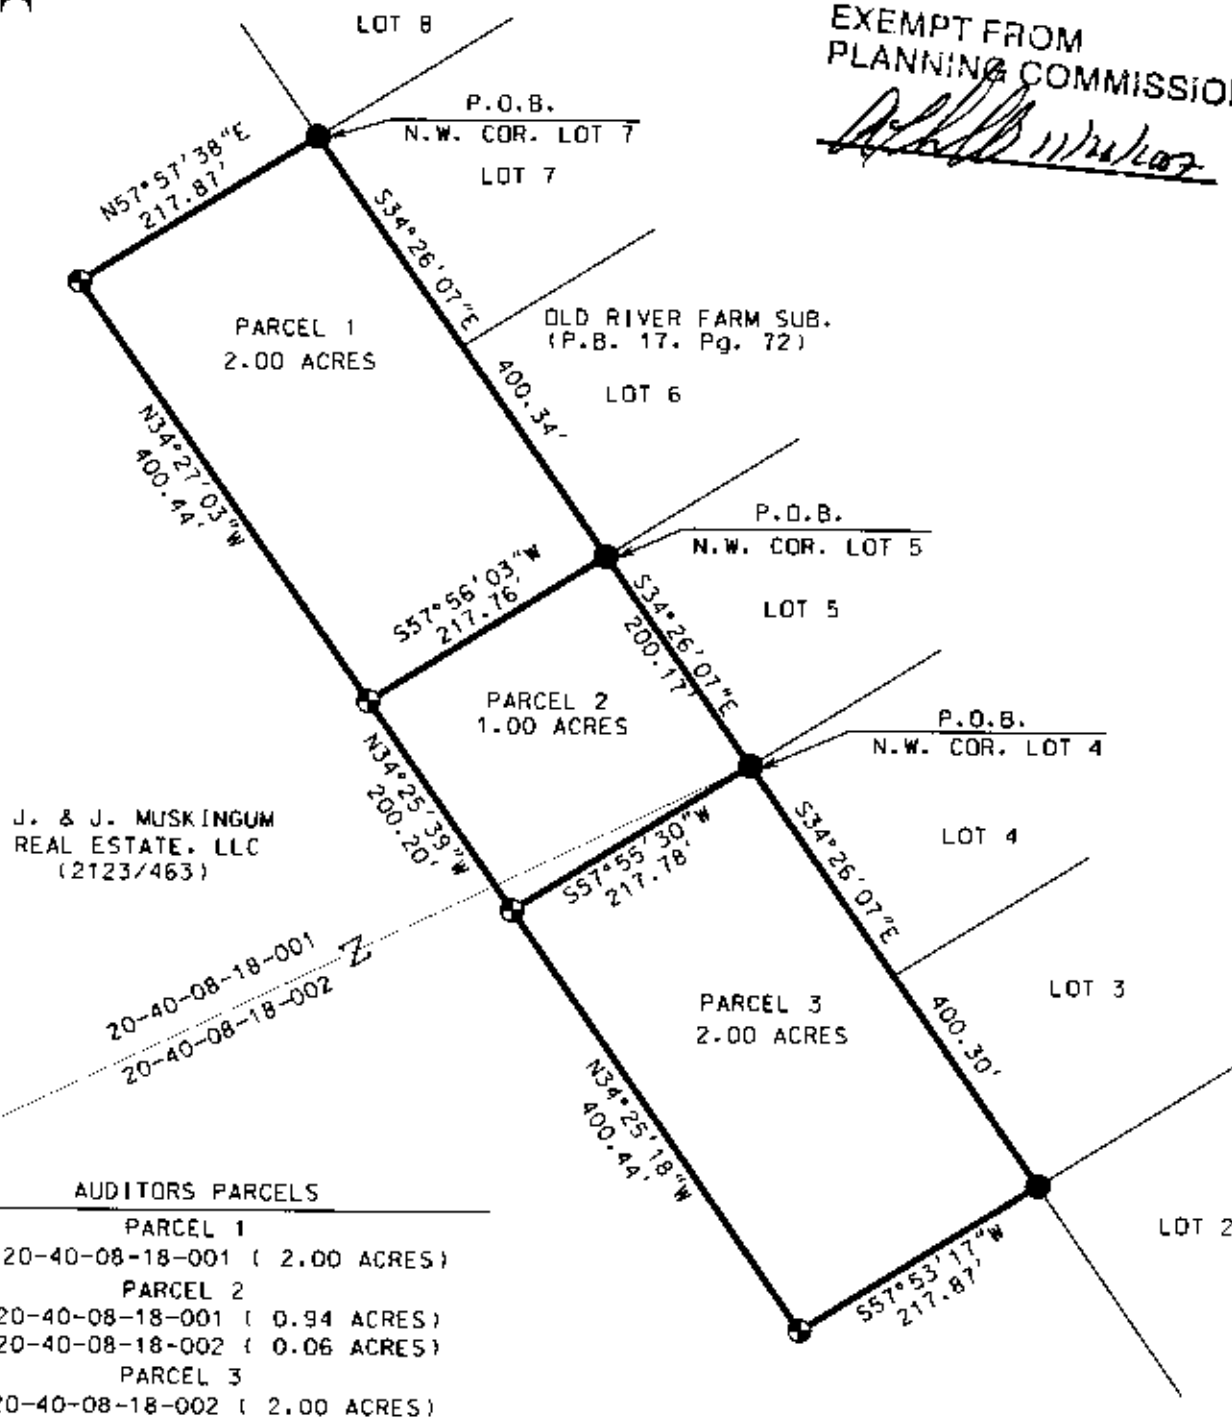 LOT 8
EXEMPT FROM
PLANNING COMMISSION
11/26/2007
P.O.B.
N.W. COR. LOT 7
LOT 7
N57°57'38"E
217.87'
S34°26'07"E
400.34'
PARCEL 1
2.00 ACRES
OLD RIVER FARM SUB.
(P.B. 17. Pg. 72)
LOT 6
N34°27'03"W
400.44'
P.O.B.
N.W. COR. LOT 5
LOT 5
S57°56'03"W
217.76'
S34°26'07"E
200.17'
PARCEL 2
1.00 ACRES
P.O.B.
N.W. COR. LOT 4
LOT 4
N34°25'39"W
200.20'
J. & J. MUSKINGUM
REAL ESTATE. LLC
(2123/463)
S57°55'30"W
217.78'
S34°26'07"E
400.30'
20-40-08-18-001
20-40-08-18-002
Z
LOT 3
PARCEL 3
2.00 ACRES
N34°25'18"W
400.44'
S57°53'17"W
217.87'
LOT 2
AUDITORS PARCELS
PARCEL 1
20-40-08-18-001 ( 2.00 ACRES)
PARCEL 2
20-40-08-18-001 ( 0.94 ACRES)
20-40-08-18-002 ( 0.06 ACRES)
PARCEL 3
20-40-08-18-002 ( 2.00 ACRES)